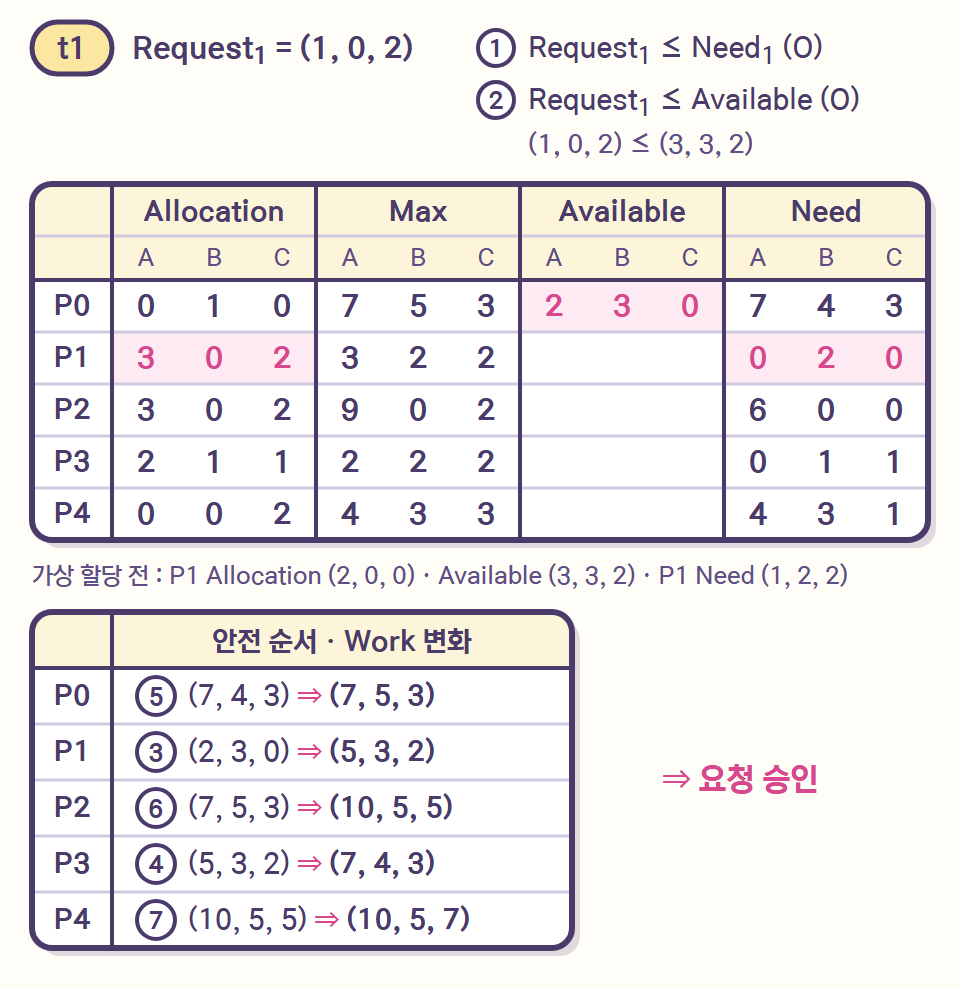 t1 Request₁ = (1, 0, 2)
① Request₁ ≤ Need₁ (O)
② Request₁ ≤ Available (O)
(1, 0, 2) ≤ (3, 3, 2)
Allocation Max Available Need
A B C A B C A B C A B C
P0 0 1 0 7 5 3 2 3 0 7 4 3
P1 3 0 2 3 2 2 0 2 0
P2 3 0 2 9 0 2 6 0 0
P3 2 1 1 2 2 2 0 1 1
P4 0 0 2 4 3 3 4 3 1
가상 할당 전 : P1 Allocation (2, 0, 0) · Available (3, 3, 2) · P1 Need (1, 2, 2)
안전 순서 · Work 변화
P0 ⑤ (7, 4, 3) ⇒ (7, 5, 3)
P1 ③ (2, 3, 0) ⇒ (5, 3, 2)
P2 ⑥ (7, 5, 3) ⇒ (10, 5, 5)
P3 ④ (5, 3, 2) ⇒ (7, 4, 3)
P4 ⑦ (10, 5, 5) ⇒ (10, 5, 7)
⇒ 요청 승인